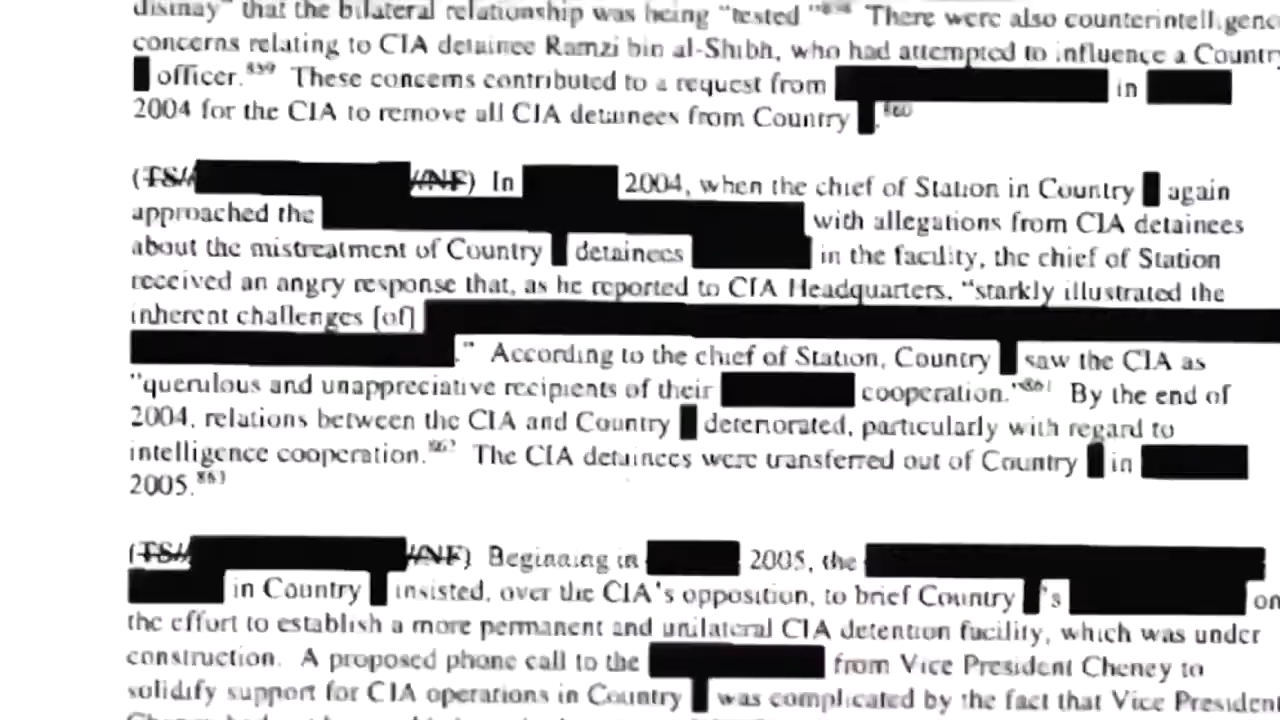 dismay" that the bilateral relationship was being "tested." There were also counterintelligence
concerns relating to CIA detainee Ramzi bin al-Shibh, who had attempted to influence a Country
officer.⁸⁵⁹ These concerns contributed to a request from in
2004 for the CIA to remove all CIA detainees from Country .⁸⁶⁰
(TS// //NF) In 2004, when the chief of Station in Country again
approached the with allegations from CIA detainees
about the mistreatment of Country detainees in the facility, the chief of Station
received an angry response that, as he reported to CIA Headquarters, "starkly illustrated the
inherent challenges [of]
." According to the chief of Station, Country saw the CIA as
"querulous and unappreciative recipients of their cooperation."⁸⁶¹ By the end of
2004, relations between the CIA and Country deteriorated, particularly with regard to
intelligence cooperation.⁸⁶² The CIA detainees were transferred out of Country in
2005.⁸⁶³
(TS// //NF) Beginning in 2005, the
in Country insisted, over the CIA's opposition, to brief Country 's on
the effort to establish a more permanent and unilateral CIA detention facility, which was under
construction. A proposed phone call to the from Vice President Cheney to
solidify support for CIA operations in Country was complicated by the fact that Vice President